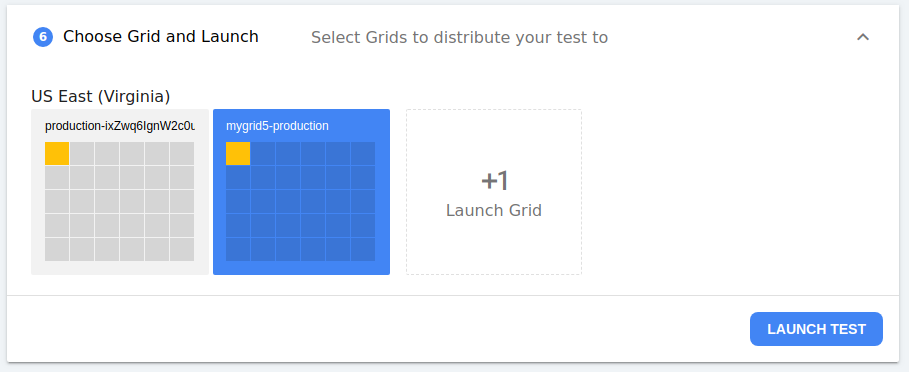 6 Choose Grid and Launch Select Grids to distribute your test to
US East (Virginia)
production-ixZwq6IgnW2c0u
mygrid5-production
+1
Launch Grid
LAUNCH TEST